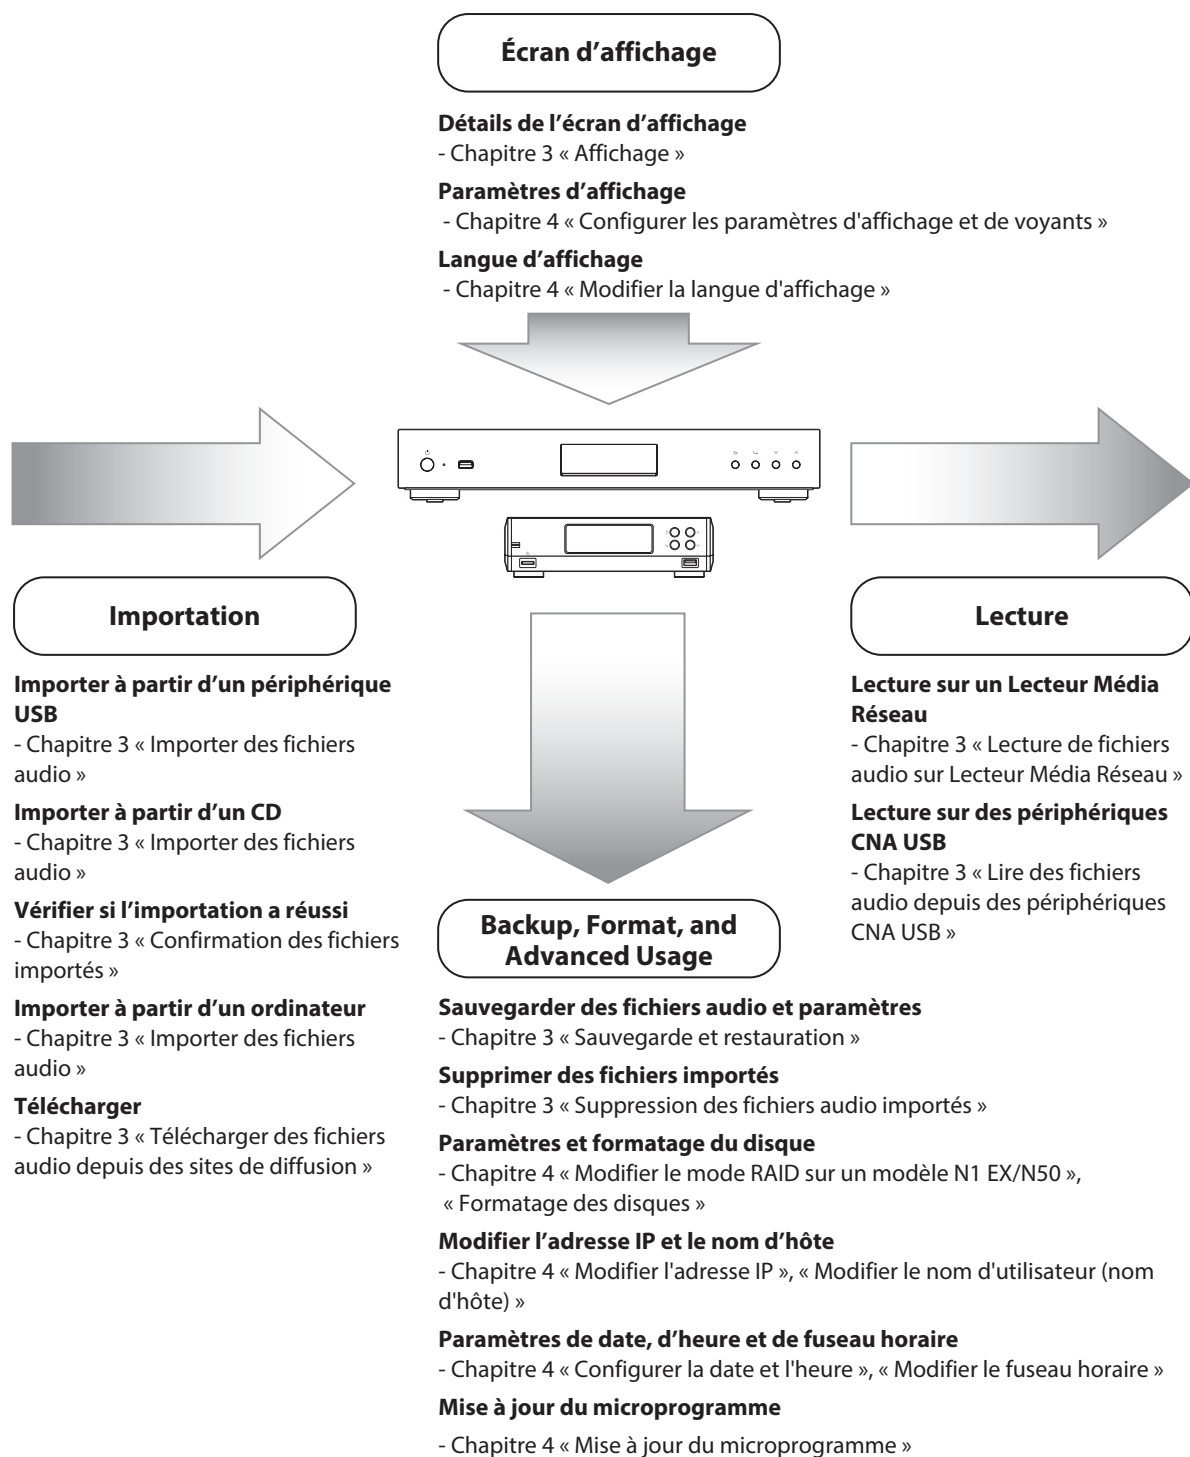 Écran d’affichage
Détails de l’écran d’affichage
- Chapitre 3 « Affichage »
Paramètres d’affichage
- Chapitre 4 « Configurer les paramètres d'affichage et de voyants »
Langue d’affichage
- Chapitre 4 « Modifier la langue d'affichage »
Importation
Importer à partir d’un périphérique
USB
- Chapitre 3 « Importer des fichiers
audio »
Importer à partir d’un CD
- Chapitre 3 « Importer des fichiers
audio »
Vérifier si l’importation a réussi
- Chapitre 3 « Confirmation des fichiers
importés »
Importer à partir d’un ordinateur
- Chapitre 3 « Importer des fichiers
audio »
Télécharger
- Chapitre 3 « Télécharger des fichiers
audio depuis des sites de diffusion »
Lecture
Lecture sur un Lecteur Média
Réseau
- Chapitre 3 « Lecture de fichiers
audio sur Lecteur Média Réseau »
Lecture sur des périphériques
CNA USB
- Chapitre 3 « Lire des fichiers
audio depuis des périphériques
CNA USB »
Backup, Format, and
Advanced Usage
Sauvegarder des fichiers audio et paramètres
- Chapitre 3 « Sauvegarde et restauration »
Supprimer des fichiers importés
- Chapitre 3 « Suppression des fichiers audio importés »
Paramètres et formatage du disque
- Chapitre 4 « Modifier le mode RAID sur un modèle N1 EX/N50 »,
« Formatage des disques »
Modifier l’adresse IP et le nom d’hôte
- Chapitre 4 « Modifier l'adresse IP », « Modifier le nom d'utilisateur (nom
d'hôte) »
Paramètres de date, d’heure et de fuseau horaire
- Chapitre 4 « Configurer la date et l'heure », « Modifier le fuseau horaire »
Mise à jour du microprogramme
- Chapitre 4 « Mise à jour du microprogramme »